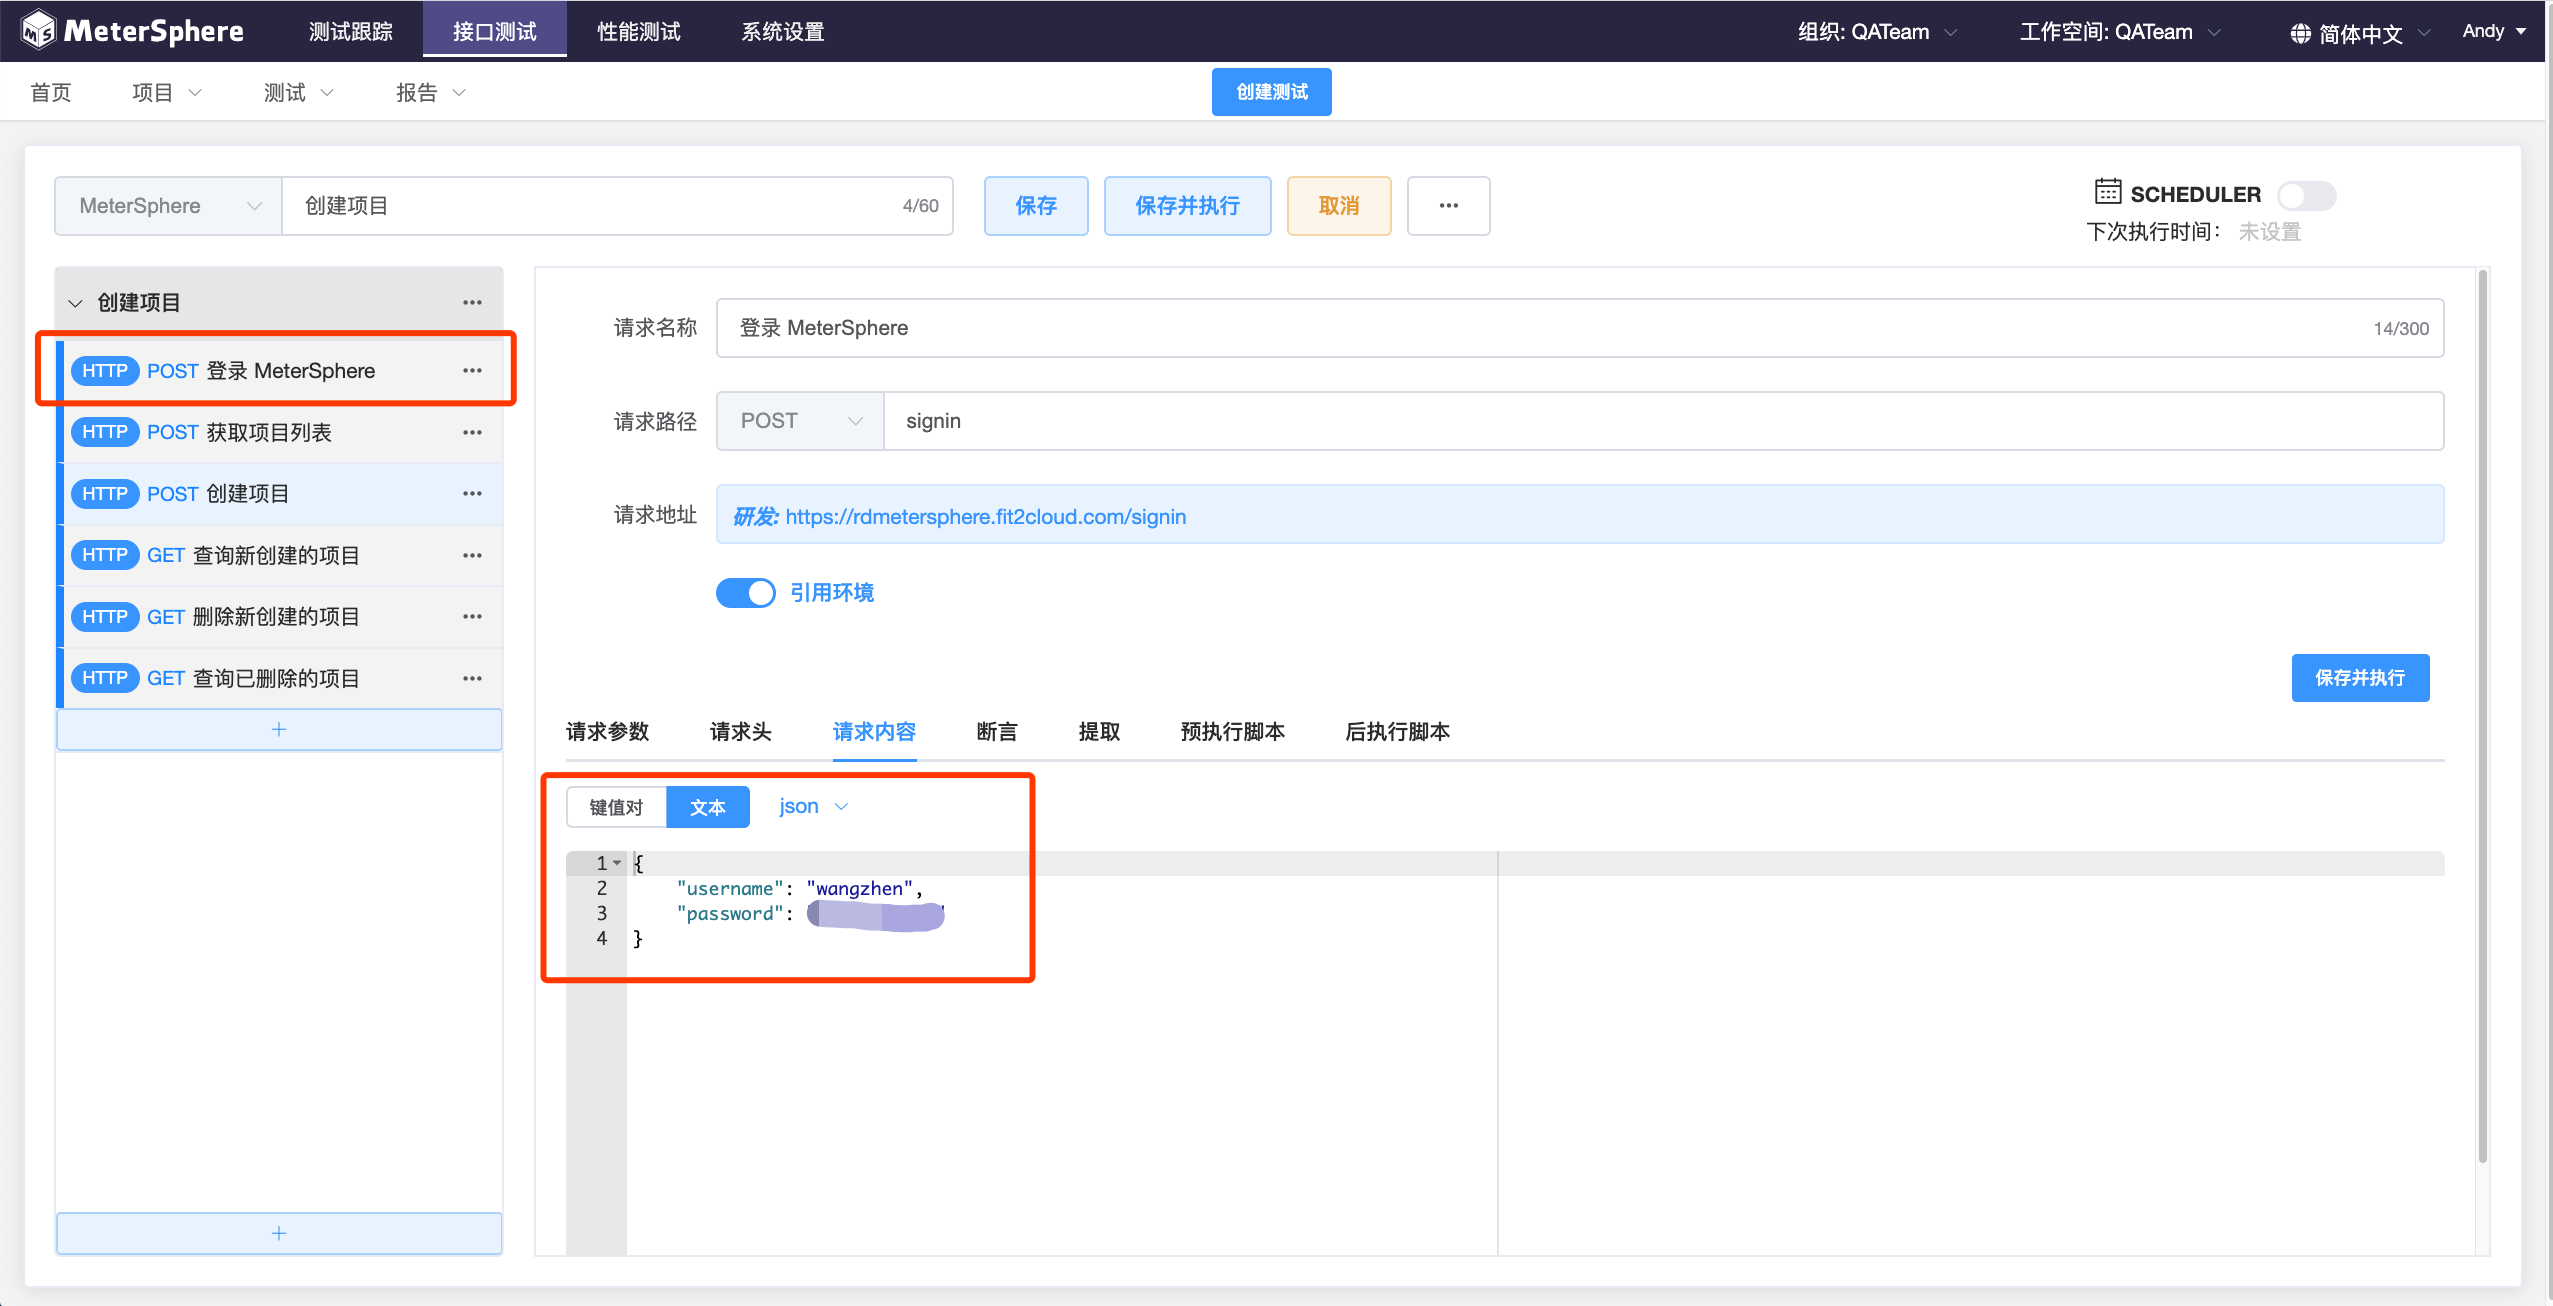 MeterSphere 测试跟踪 接口测试 性能测试 系统设置 组织: QATeam 工作空间: QATeam 简体中文 Andy
首页 项目 测试 报告 创建测试
MeterSphere 创建项目 4/60 保存 保存并执行 取消 ••• SCHEDULER
下次执行时间： 未设置
创建项目 •••
HTTP POST 登录 MeterSphere •••
HTTP POST 获取项目列表 •••
HTTP POST 创建项目 •••
HTTP GET 查询新创建的项目 •••
HTTP GET 删除新创建的项目 •••
HTTP GET 查询已删除的项目 •••
+
+
请求名称 登录 MeterSphere 14/300
请求路径 POST signin
请求地址 研发: https://rdmetersphere.fit2cloud.com/signin
引用环境
保存并执行
请求参数 请求头 请求内容 断言 提取 预执行脚本 后执行脚本
键值对 文本 json
1 {
2 "username": "wangzhen",
3 "password":
4 }